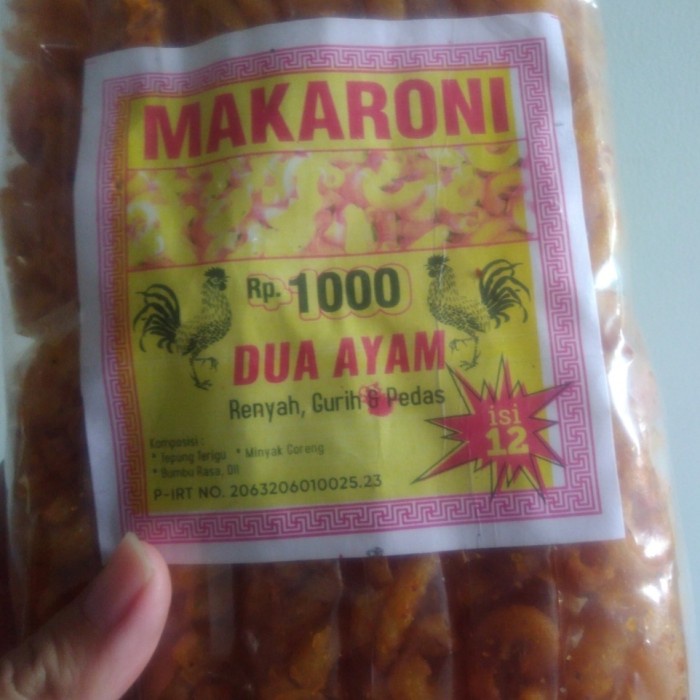 MAKARONI
Rp. 1000
DUA AYAM
Renyah, Gurih & Pedas
isi
12
Komposisi :
* Tepung Terigu * Minyak Goreng
* Bumbu Rasa, Dll
P-IRT NO. 2063206010025.23